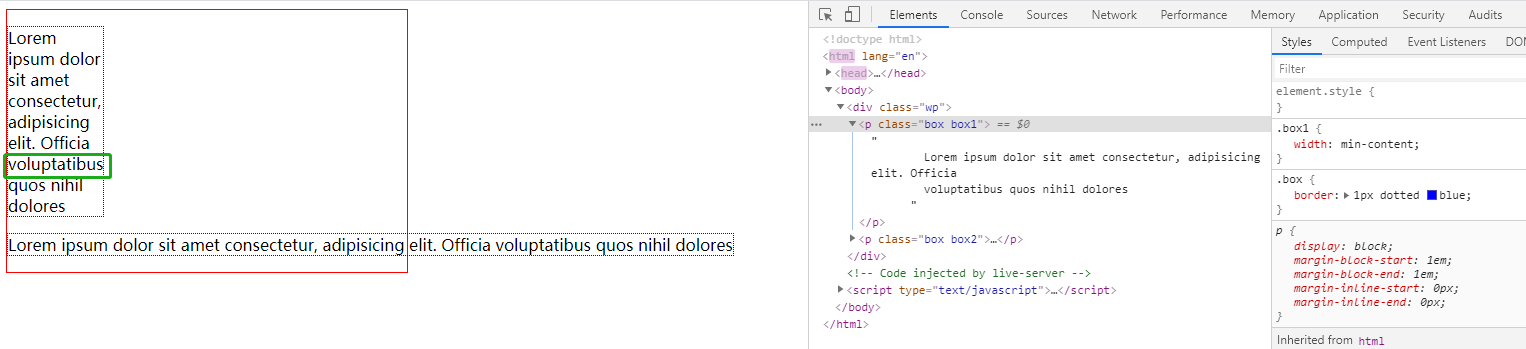 Lorem
ipsum dolor
sit amet
consectetur,
adipisicing
elit. Officia
voluptatibus
quos nihil
dolores
Lorem ipsum dolor sit amet consectetur, adipisicing elit. Officia voluptatibus quos nihil dolores
Elements Console Sources Network Performance Memory Application Security Audits
<!doctype html>
<html lang="en">
<head>…</head>
<body>
<div class="wp">
<p class="box box1"> == $0
"
Lorem ipsum dolor sit amet consectetur, adipisicing
elit. Officia
voluptatibus quos nihil dolores
"
</p>
<p class="box box2">…</p>
</div>
<!-- Code injected by live-server -->
<script type="text/javascript">…</script>
</body>
</html>
Styles Computed Event Listeners DOM
Filter
element.style {
}
.box1 {
width: min-content;
}
.box {
border: 1px dotted blue;
}
p {
display: block;
margin-block-start: 1em;
margin-block-end: 1em;
margin-inline-start: 0px;
margin-inline-end: 0px;
}
Inherited from html